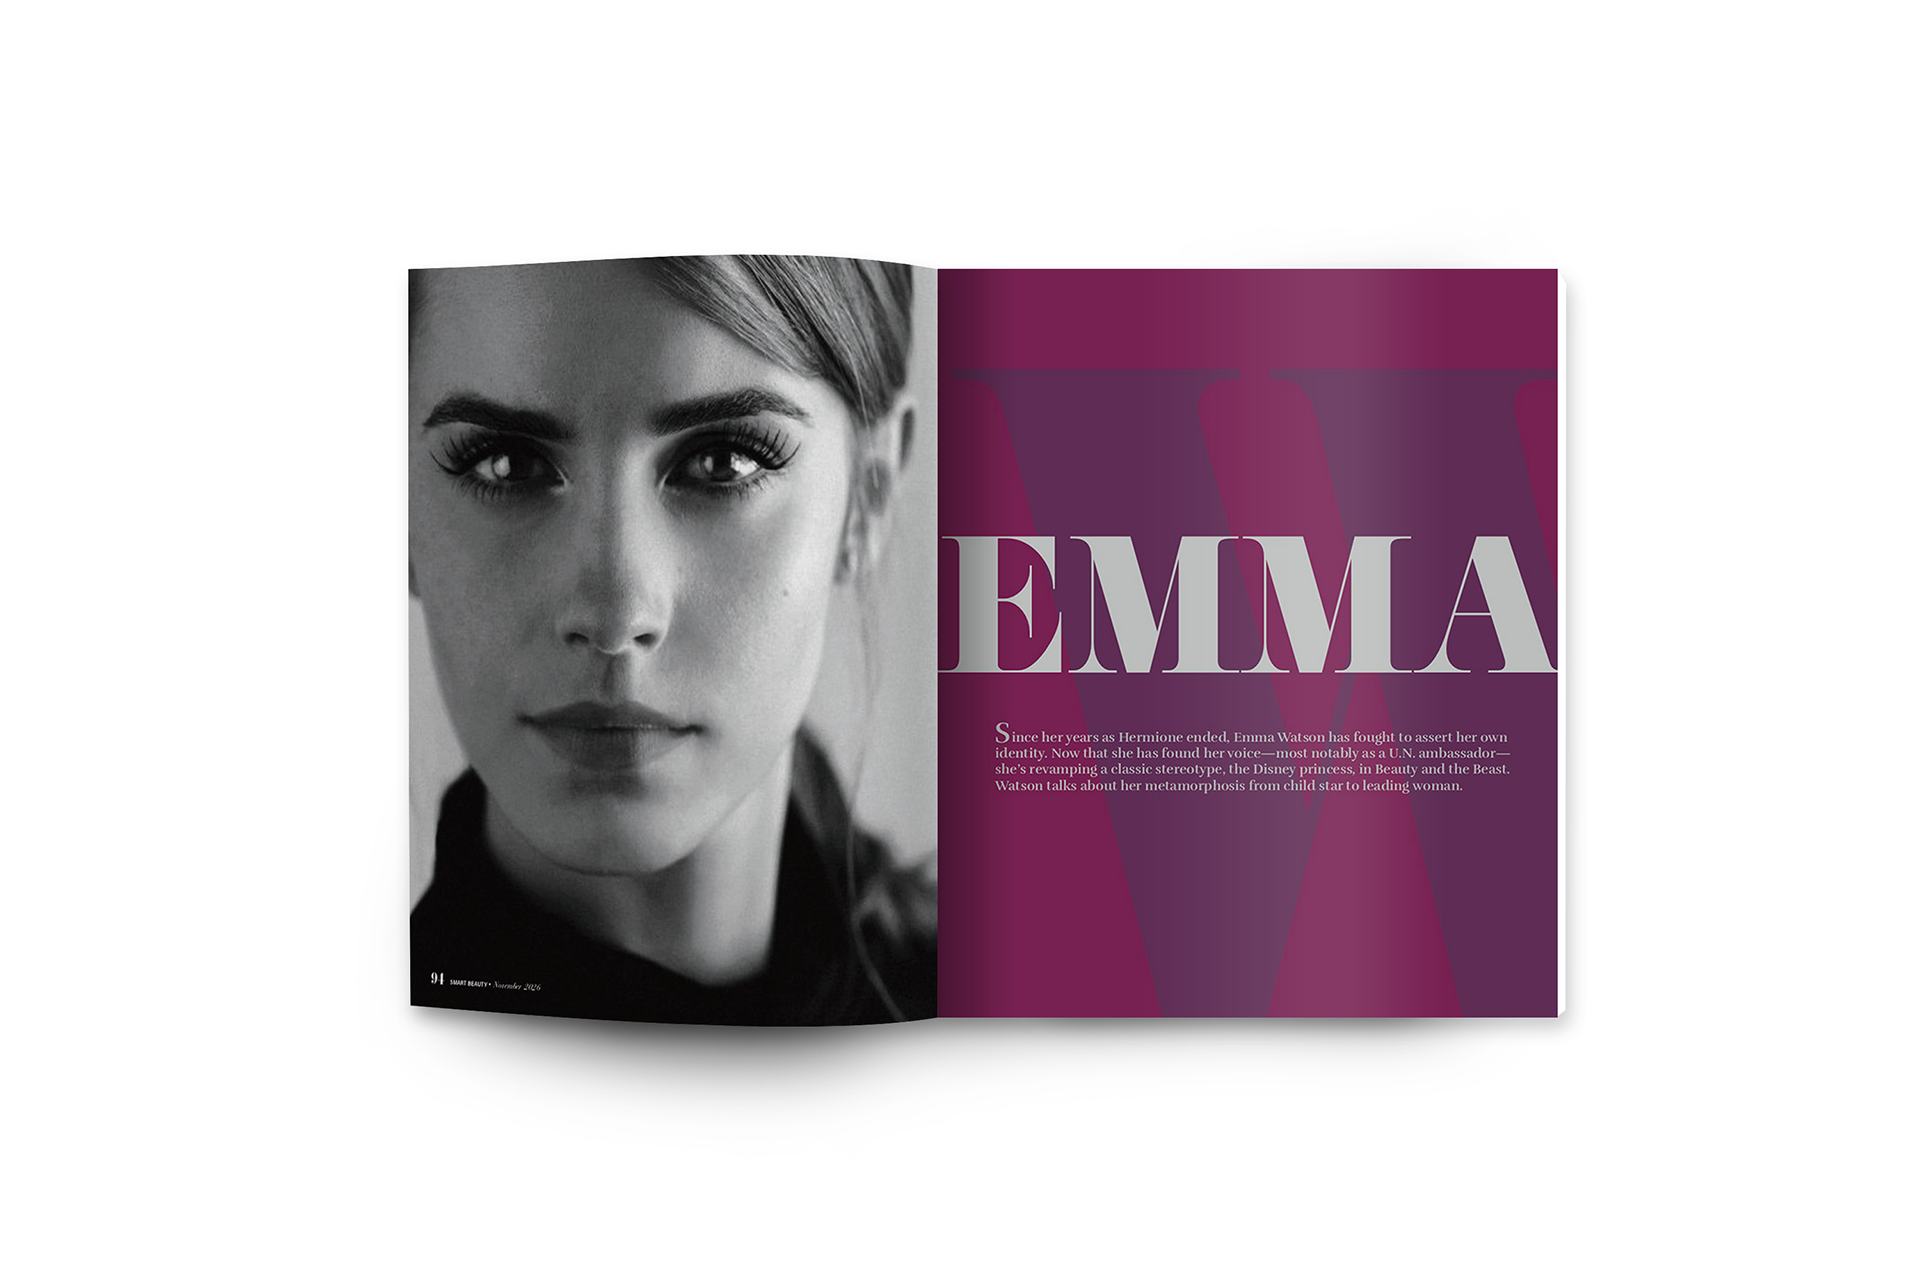 94 SMART BEAUTY • November 2026
W
EMMA
Since her years as Hermione ended, Emma Watson has fought to assert her own
identity. Now that she has found her voice—most notably as a U.N. ambassador—
she's revamping a classic stereotype, the Disney princess, in Beauty and the Beast.
Watson talks about her metamorphosis from child star to leading woman.